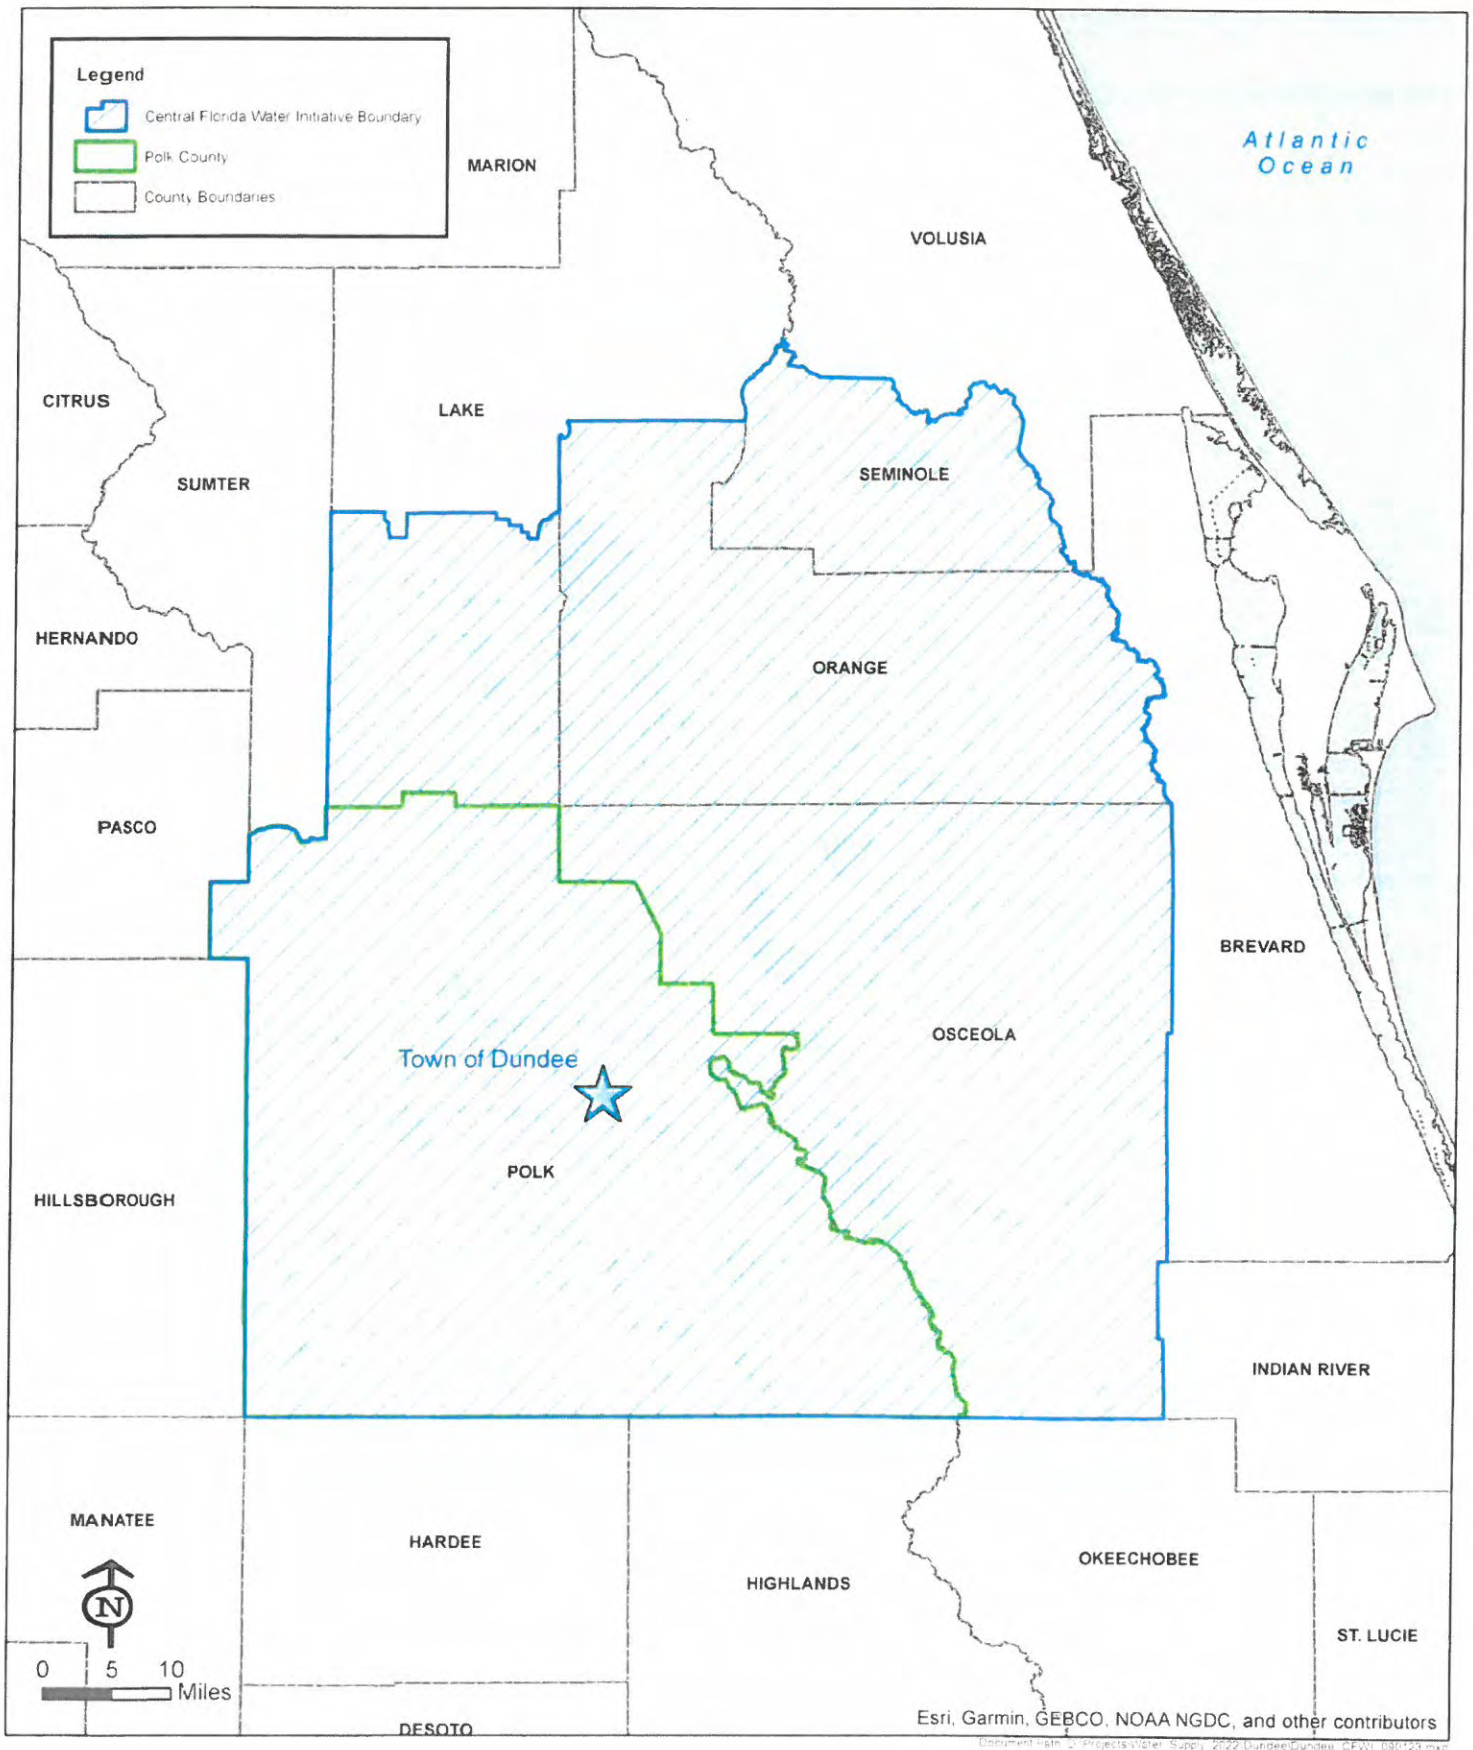 Legend
Central Florida Water Initiative Boundary
Polk County
County Boundaries
MARION
Atlantic
Ocean
VOLUSIA
CITRUS
LAKE
SUMTER
SEMINOLE
HERNANDO
ORANGE
PASCO
BREVARD
OSCEOLA
Town of Dundee
POLK
HILLSBOROUGH
INDIAN RIVER
MANATEE
HARDEE
OKEECHOBEE
HIGHLANDS
N
ST. LUCIE
0 5 10
Miles
DESOTO
Esri, Garmin, GEBCO, NOAA NGDC, and other contributors